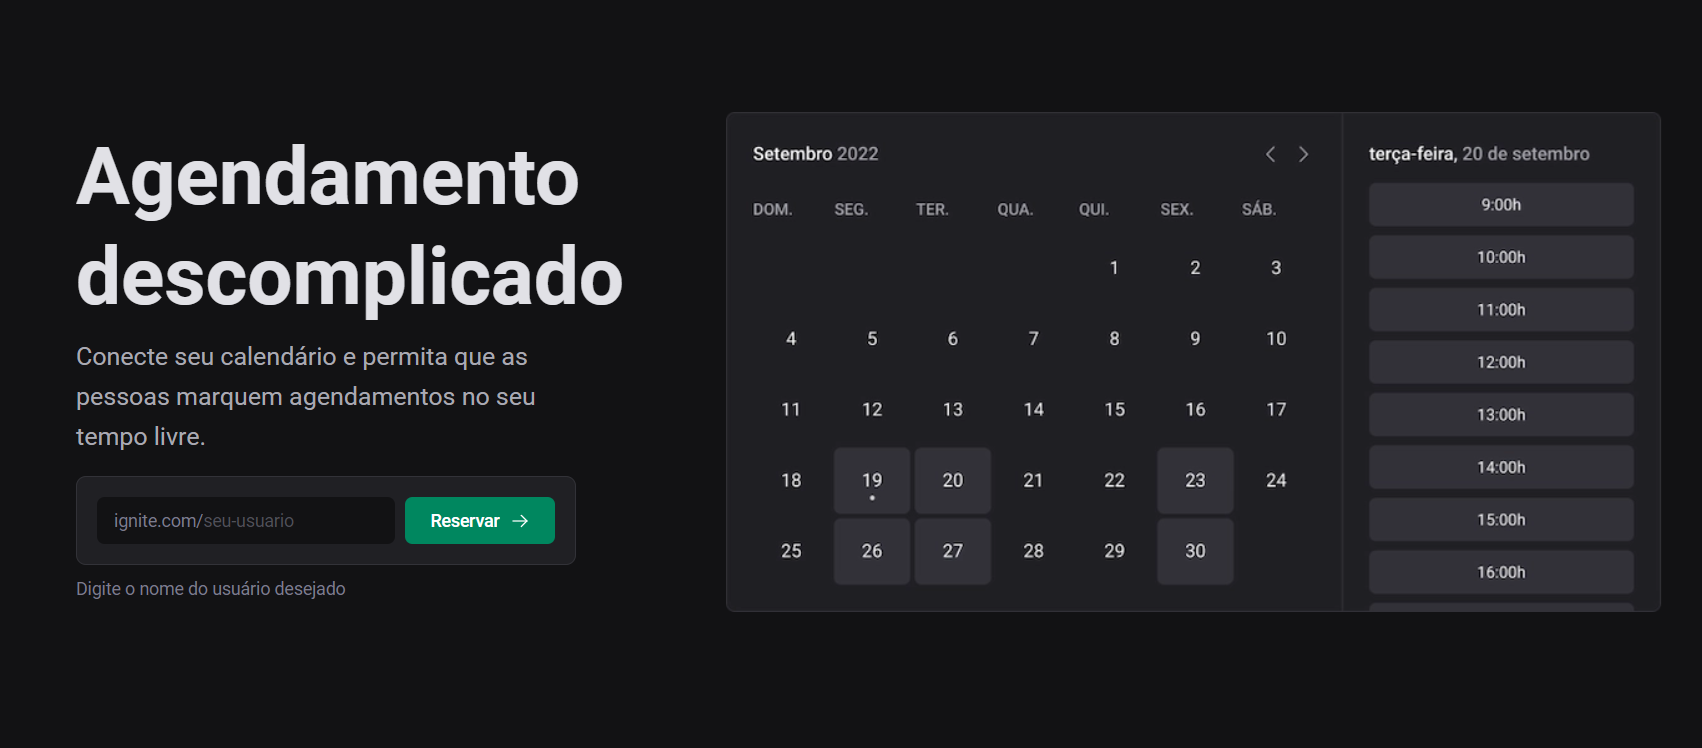 Agendamento
descomplicado
Conecte seu calendário e permita que as
pessoas marquem agendamentos no seu
tempo livre.
ignite.com/seu-usuario
Reservar →
Digite o nome do usuário desejado
Setembro 2022
DOM. SEG. TER. QUA. QUI. SEX. SÁB.
1 2 3
4 5 6 7 8 9 10
11 12 13 14 15 16 17
18 19 20 21 22 23 24
25 26 27 28 29 30
terça-feira, 20 de setembro
9:00h
10:00h
11:00h
12:00h
13:00h
14:00h
15:00h
16:00h